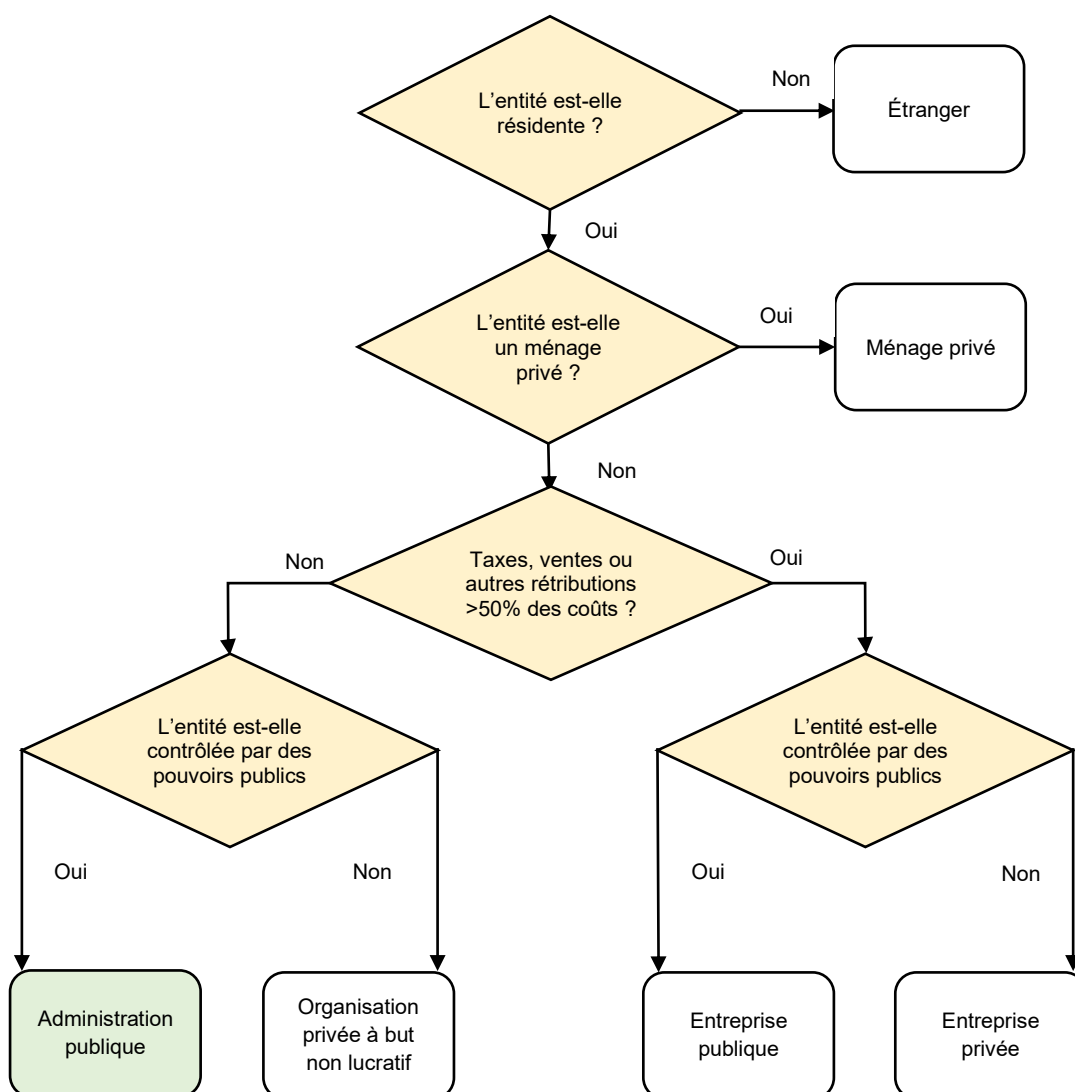 L'entité est-elle
résidente ?
Non
Étranger
Oui
L'entité est-elle
un ménage
privé ?
Oui
Ménage privé
Non
Non
Taxes, ventes ou
autres rétributions
>50% des coûts ?
Oui
L'entité est-elle
contrôlée par des
pouvoirs publics
L'entité est-elle
contrôlée par des
pouvoirs publics
Oui
Non
Oui
Non
Administration
publique
Organisation
privée à but
non lucratif
Entreprise
publique
Entreprise
privée